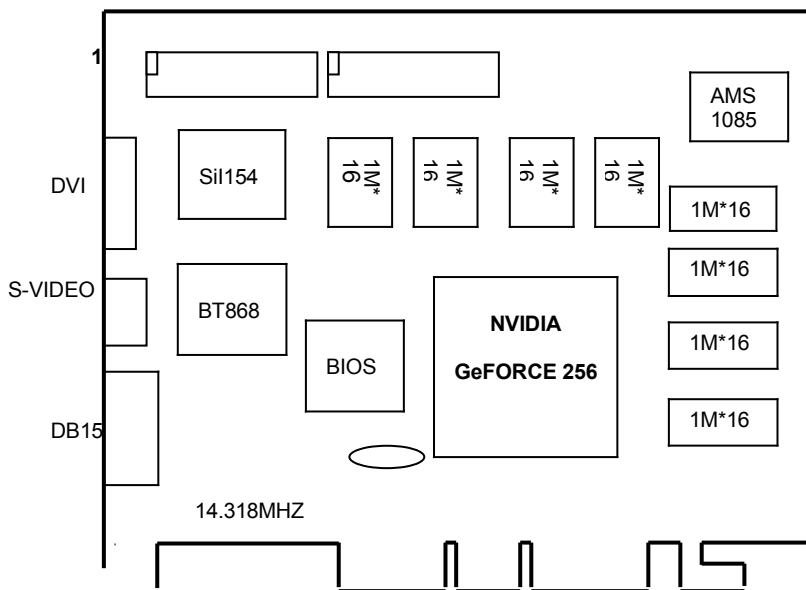 1
AMS
1085
DVI
SiI154
1M*
16
1M*
16
1M*
16
1M*
16
1M*16
1M*16
S-VIDEO
BT868
NVIDIA
GeFORCE 256
BIOS
1M*16
1M*16
DB15
14.318MHZ